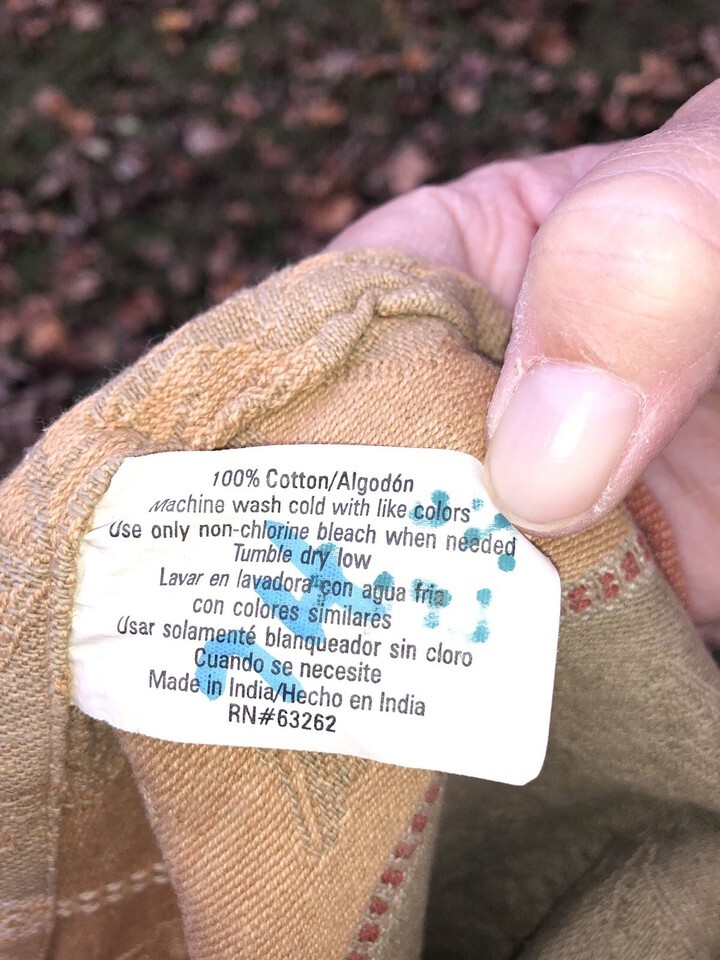 100% Cotton/Algodón
Machine wash cold with like colors
Use only non-chlorine bleach when needed
Tumble dry low
Lavar en lavadora con agua fria
con colores similares
Usar solamenté blanqueador sin cloro
Cuando se necesite
Made in India/Hecho en India
RN#63262